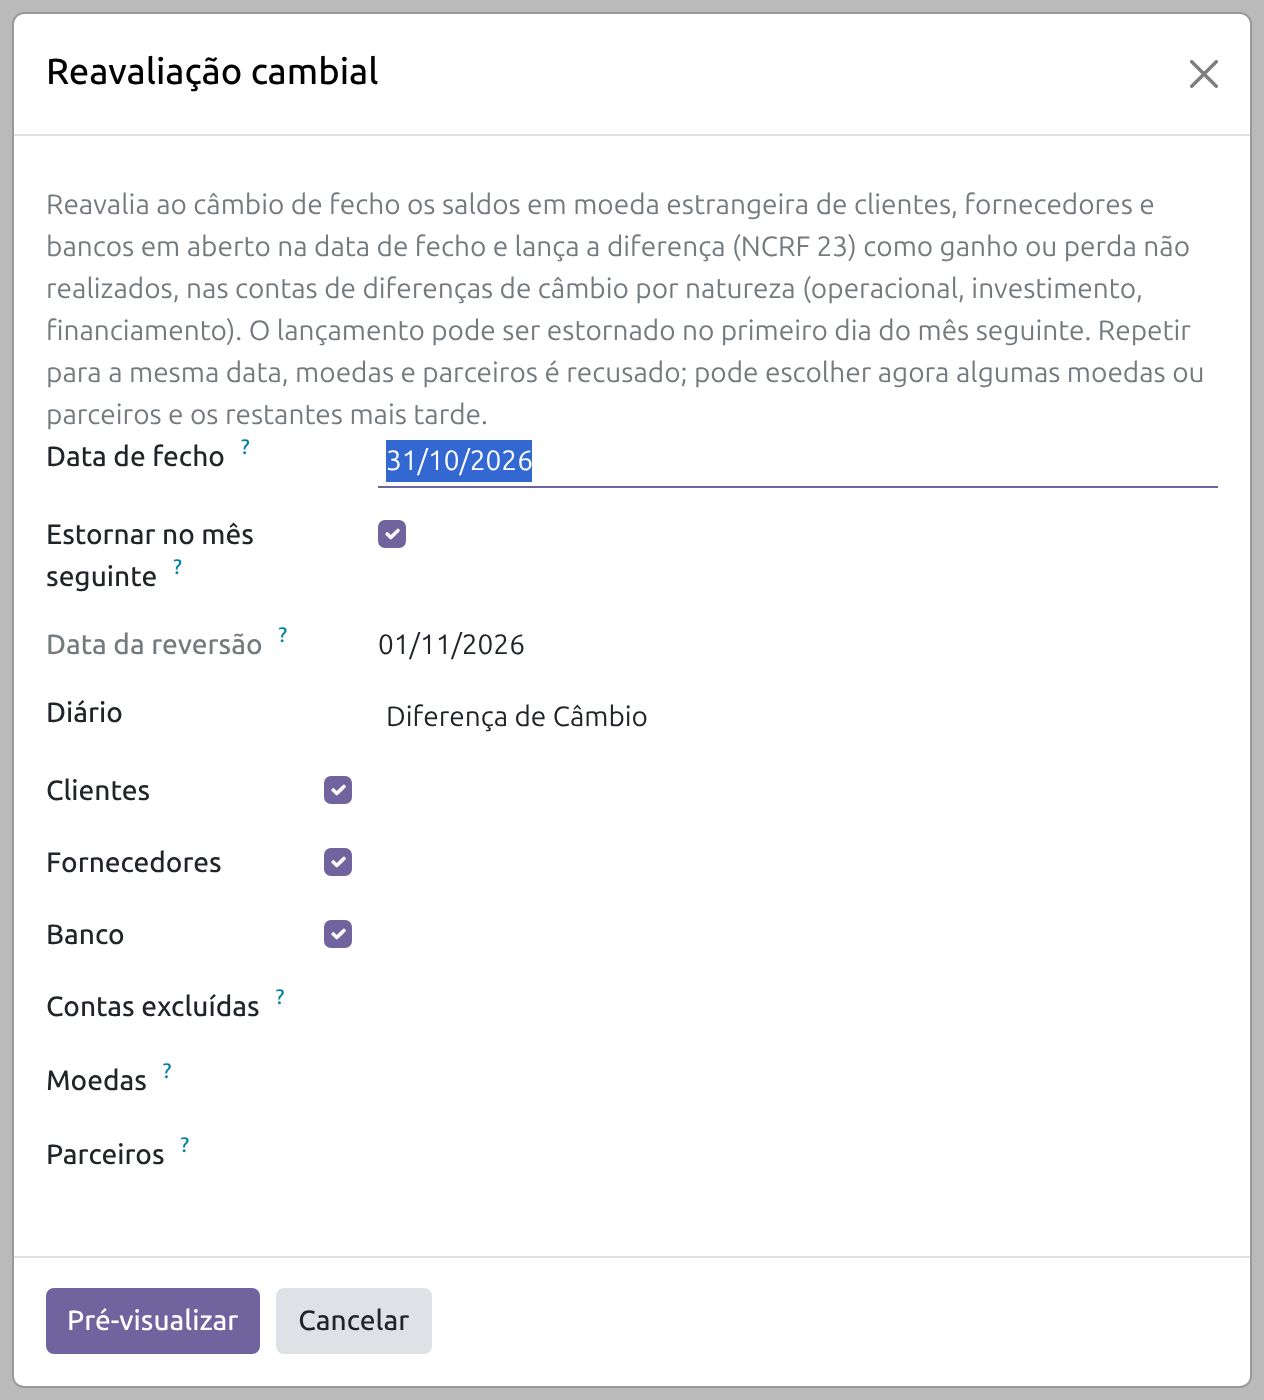 Reavaliação cambial
Reavalia ao câmbio de fecho os saldos em moeda estrangeira de clientes, fornecedores e
bancos em aberto na data de fecho e lança a diferença (NCRF 23) como ganho ou perda não
realizados, nas contas de diferenças de câmbio por natureza (operacional, investimento,
financiamento). O lançamento pode ser estornado no primeiro dia do mês seguinte. Repetir
para a mesma data, moedas e parceiros é recusado; pode escolher agora algumas moedas ou
parceiros e os restantes mais tarde.
Data de fecho ? 31/10/2026
Estornar no mês
seguinte ?
Data da reversão ? 01/11/2026
Diário Diferença de Câmbio
Clientes
Fornecedores
Banco
Contas excluídas ?
Moedas ?
Parceiros ?
Pré-visualizar Cancelar